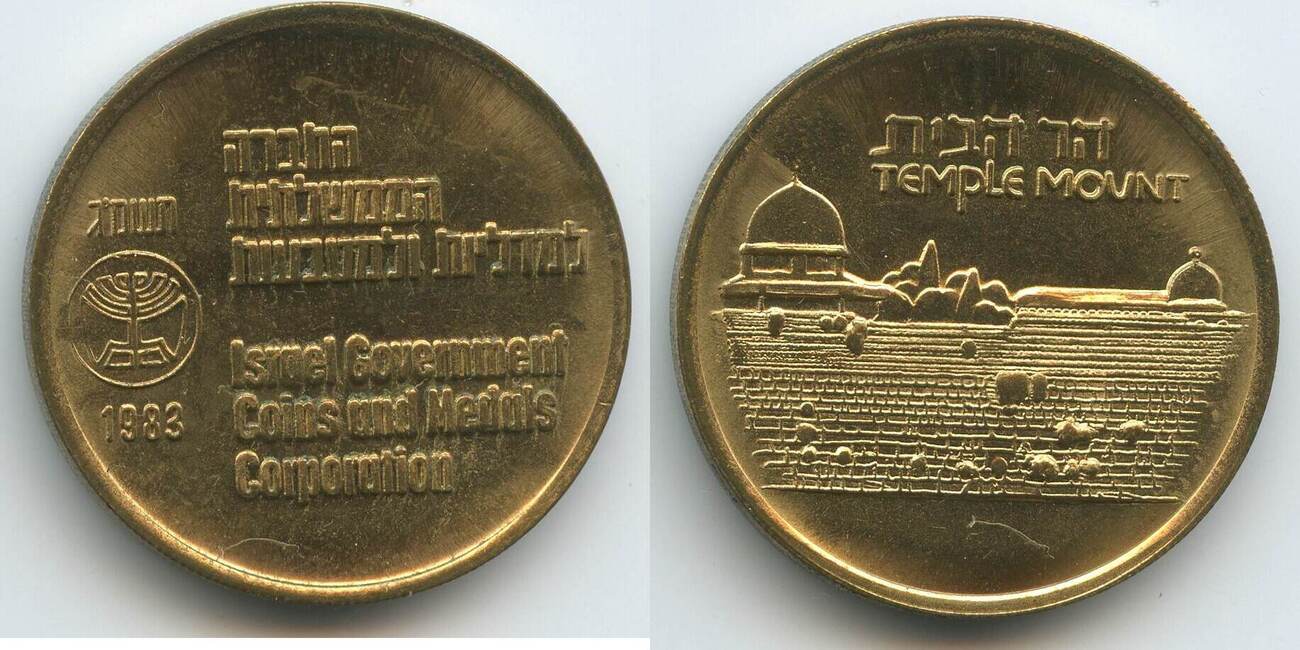 החברה
הממשלתית
למדליות ולמטבעות
תשמ"ג
Israel Government
Coins and Medals
Corporation
1983
הר הבית
TEMPLE MOUNT